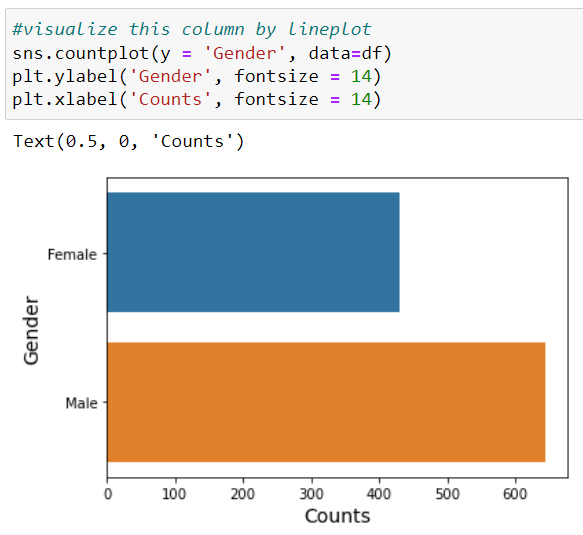 #visualize this column by lineplot
sns.countplot(y = 'Gender', data=df)
plt.ylabel('Gender', fontsize = 14)
plt.xlabel('Counts', fontsize = 14)
Text(0.5, 0, 'Counts')
Female
Gender
Male
0 100 200 300 400 500 600
Counts